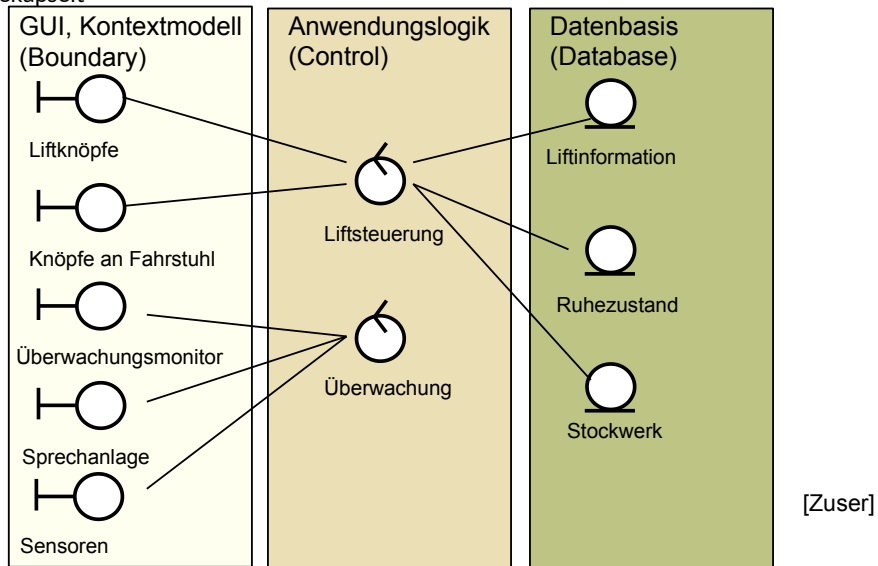 GUI, Kontextmodell
(Boundary)
Liftknöpfe
Knöpfe an Fahrstuhl
Überwachungsmonitor
Sprechanlage
Sensoren
Anwendungslogik
(Control)
Liftsteuerung
Überwachung
Datenbasis
(Database)
Liftinformation
Ruhezustand
Stockwerk
[Zuser]